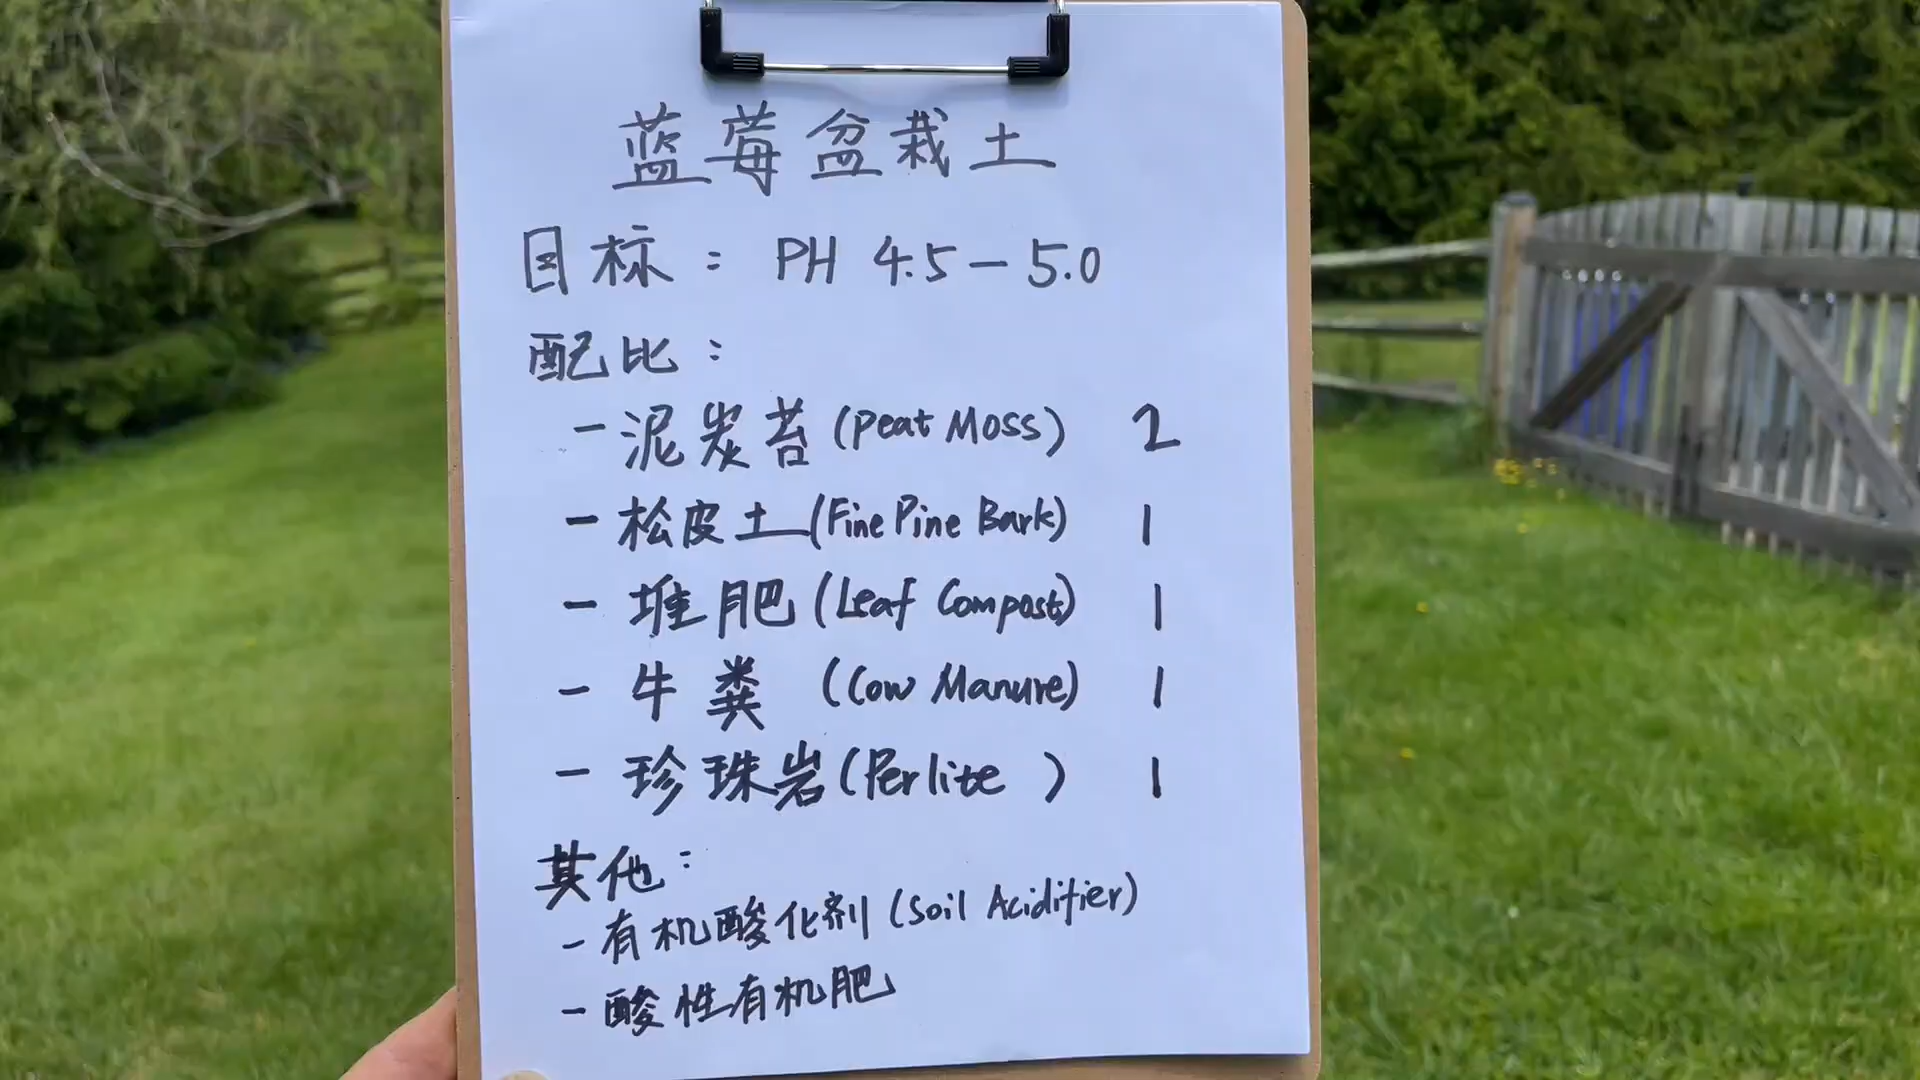 蓝莓盆栽土
目标：PH 4.5－5.0
配比：
－泥炭苔(Peat Moss) 2
－松皮土(Fine Pine Bark) 1
－堆肥(Leaf Compost) 1
－牛粪 (Cow Manure) 1
－珍珠岩(Perlite ) 1
其他：
－有机酸化剂(Soil Acidifier)
－酸性有机肥